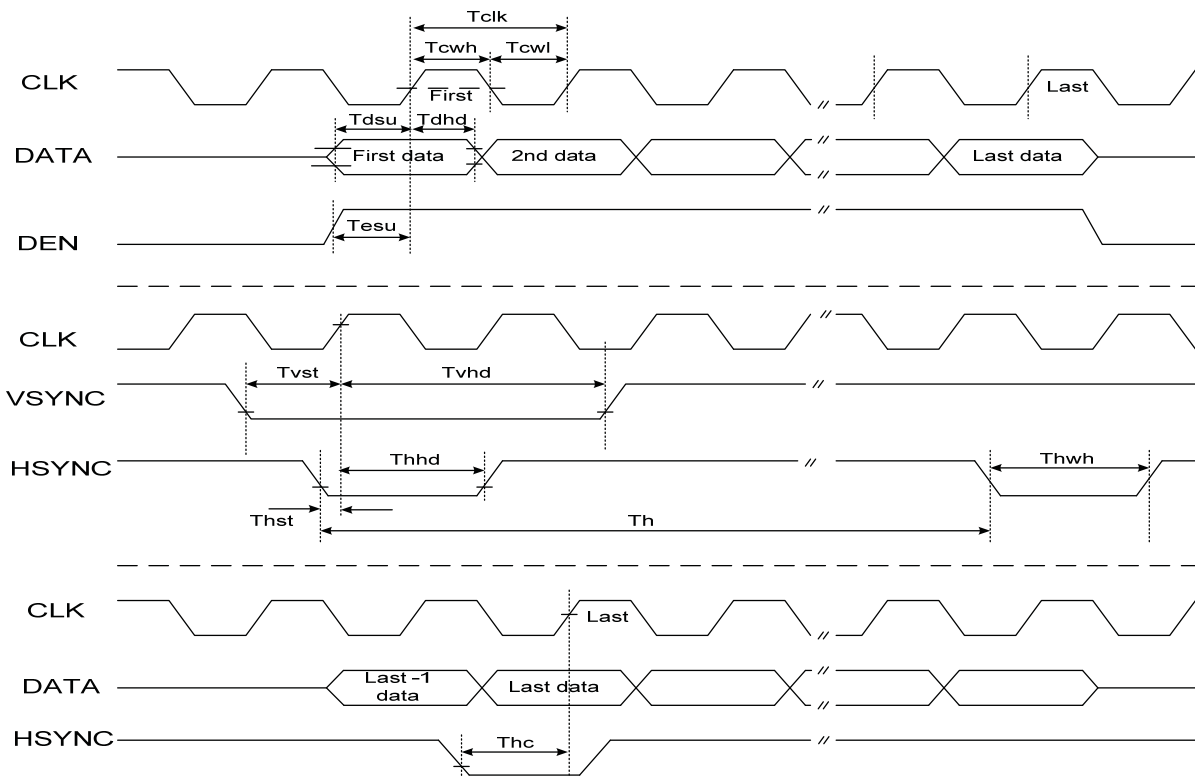 Tclk
Tcwh Tcwl
CLK First Last
Tdsu Tdhd
DATA First data 2nd data Last data
DEN Tesu
CLK
Tvst Tvhd
VSYNC
HSYNC Thhd Thwh
Thst Th
CLK Last
DATA Last -1 data Last data
HSYNC Thc